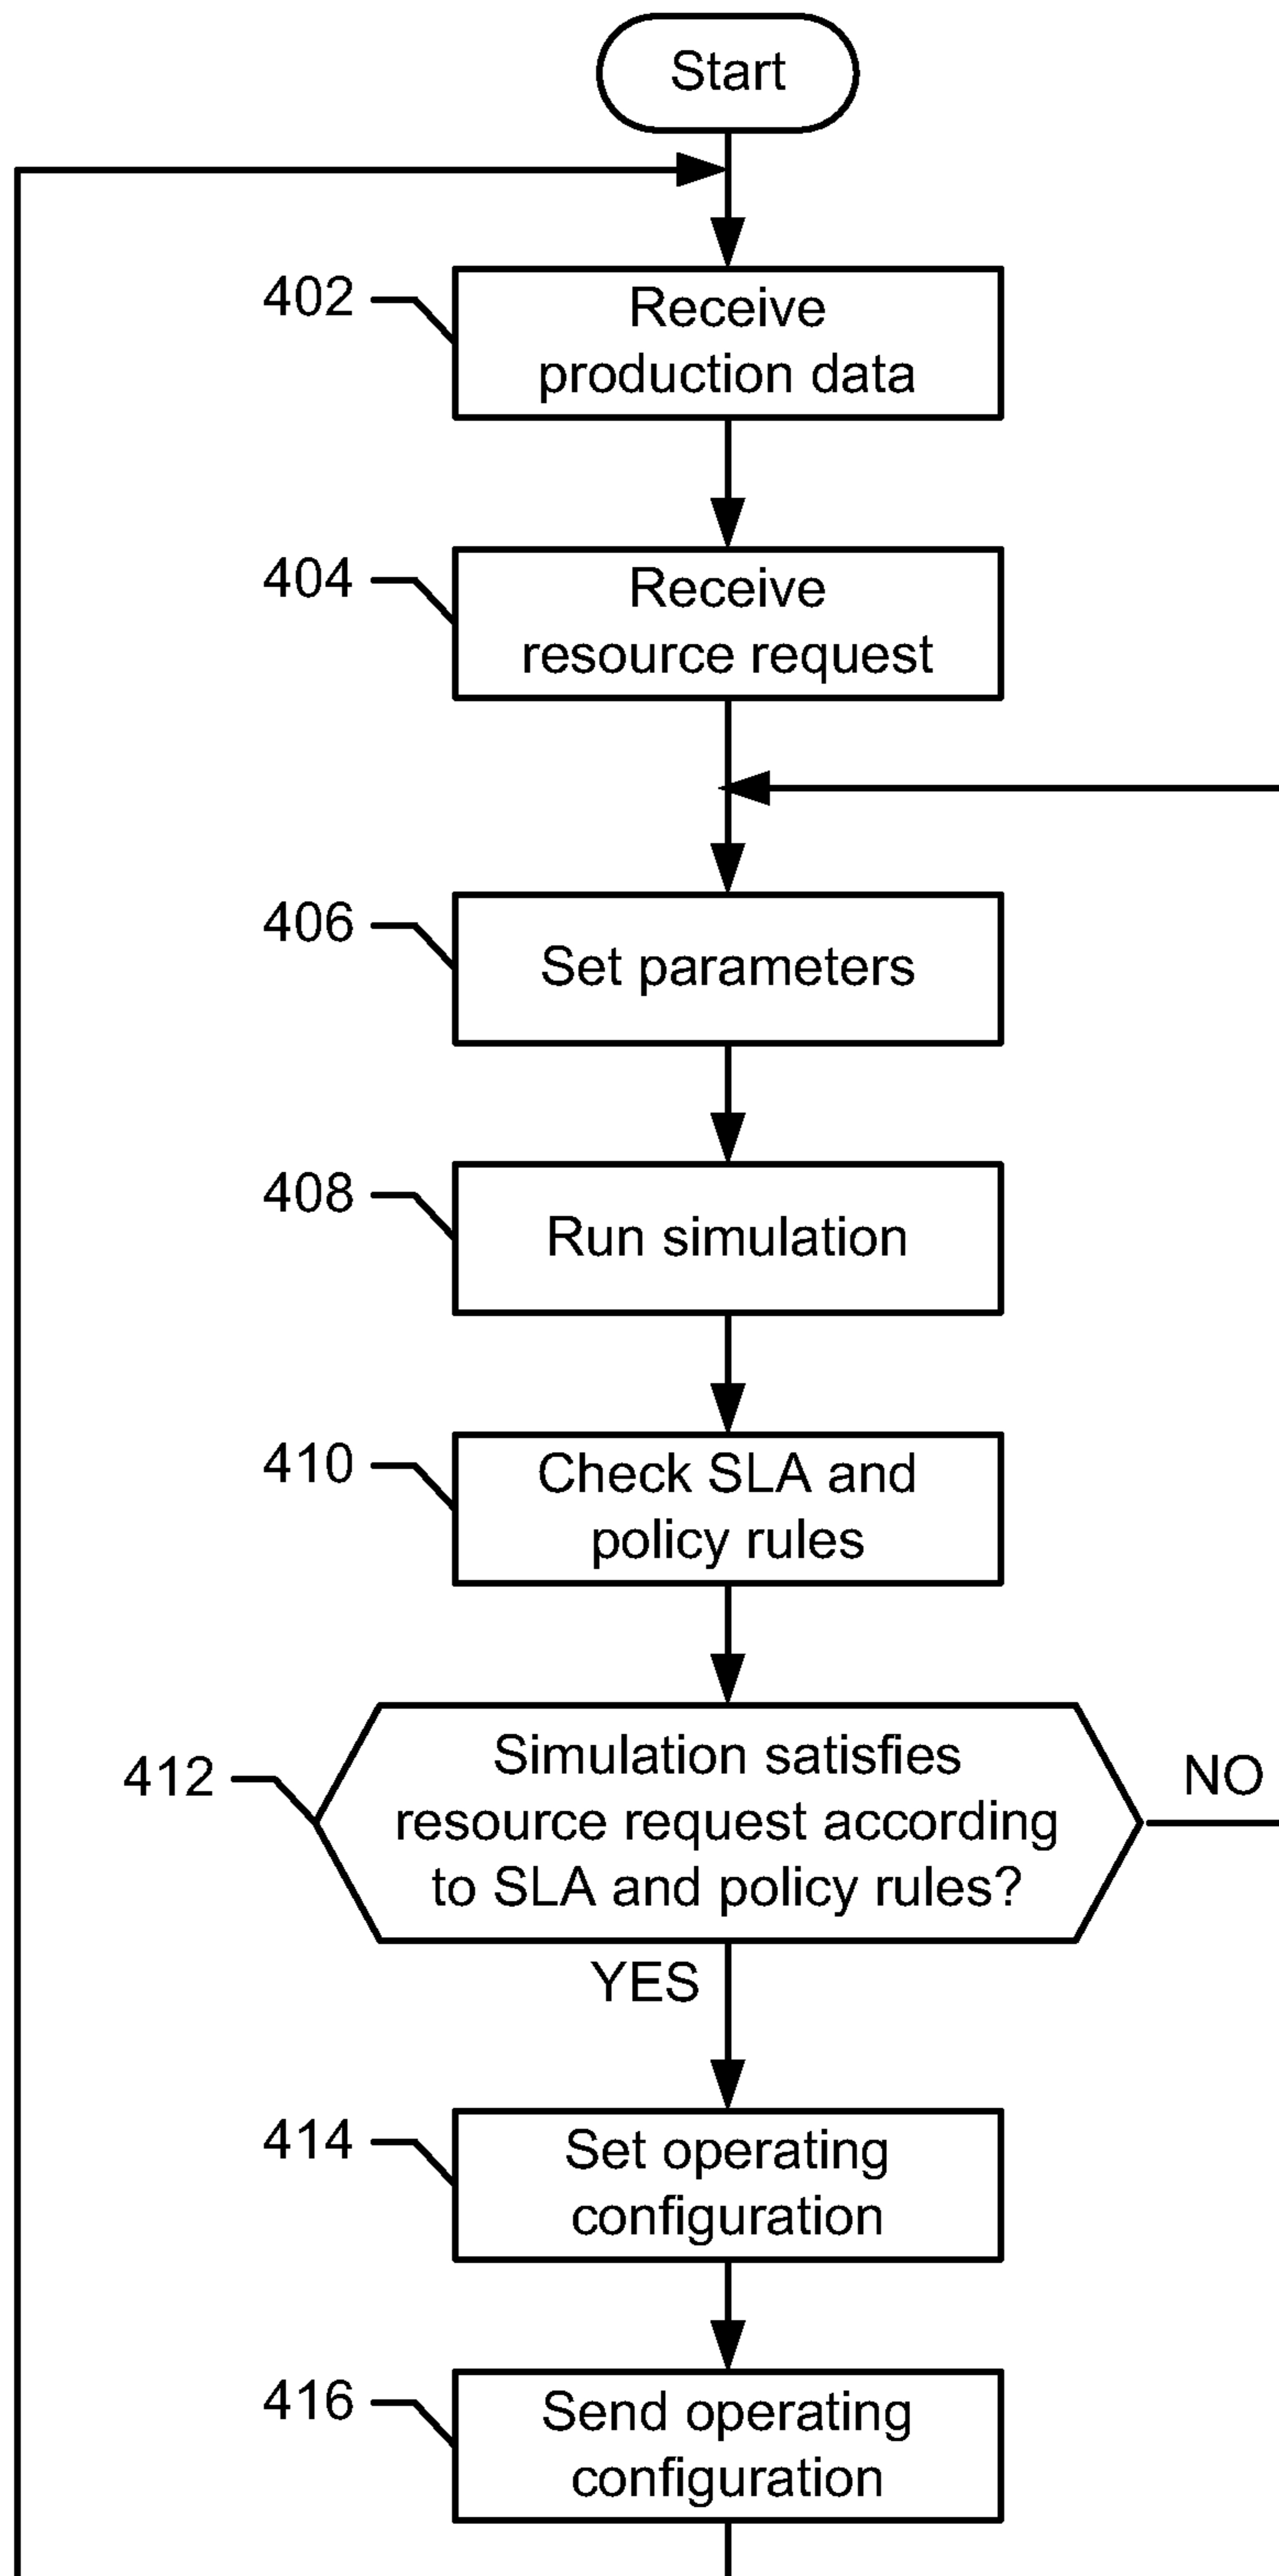 Start
402
Receive
production data
404
Receive
resource request
406
Set parameters
408
Run simulation
410
Check SLA and
policy rules
412
Simulation satisfies
resource request according
to SLA and policy rules?
NO
YES
414
Set operating
configuration
416
Send operating
configuration